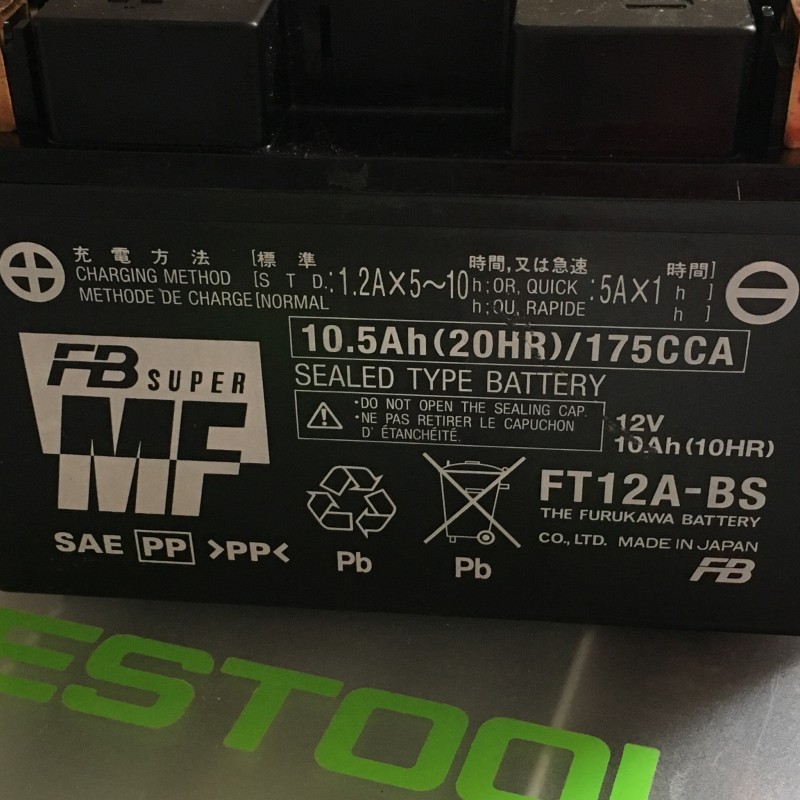 充電方法 [標準 時間,又は急速 時間]
CHARGING METHOD [S T D.:1.2A×5~10 h;OR, QUICK :5A×1 h ]
METHODE DE CHARGE[NORMAL h;OU, RAPIDE h ]
10.5Ah(20HR)/175CCA
FB SUPER
MF
SEALED TYPE BATTERY
•DO NOT OPEN THE SEALING CAP.
•NE PAS RETIRER LE CAPUCHON
D' ÉTANCHÉITÉ.
12V
10Ah(10HR)
FT12A-BS
THE FURUKAWA BATTERY
CO., LTD. MADE IN JAPAN
FB
SAE PP >PP<
Pb
Pb
ESTOOL